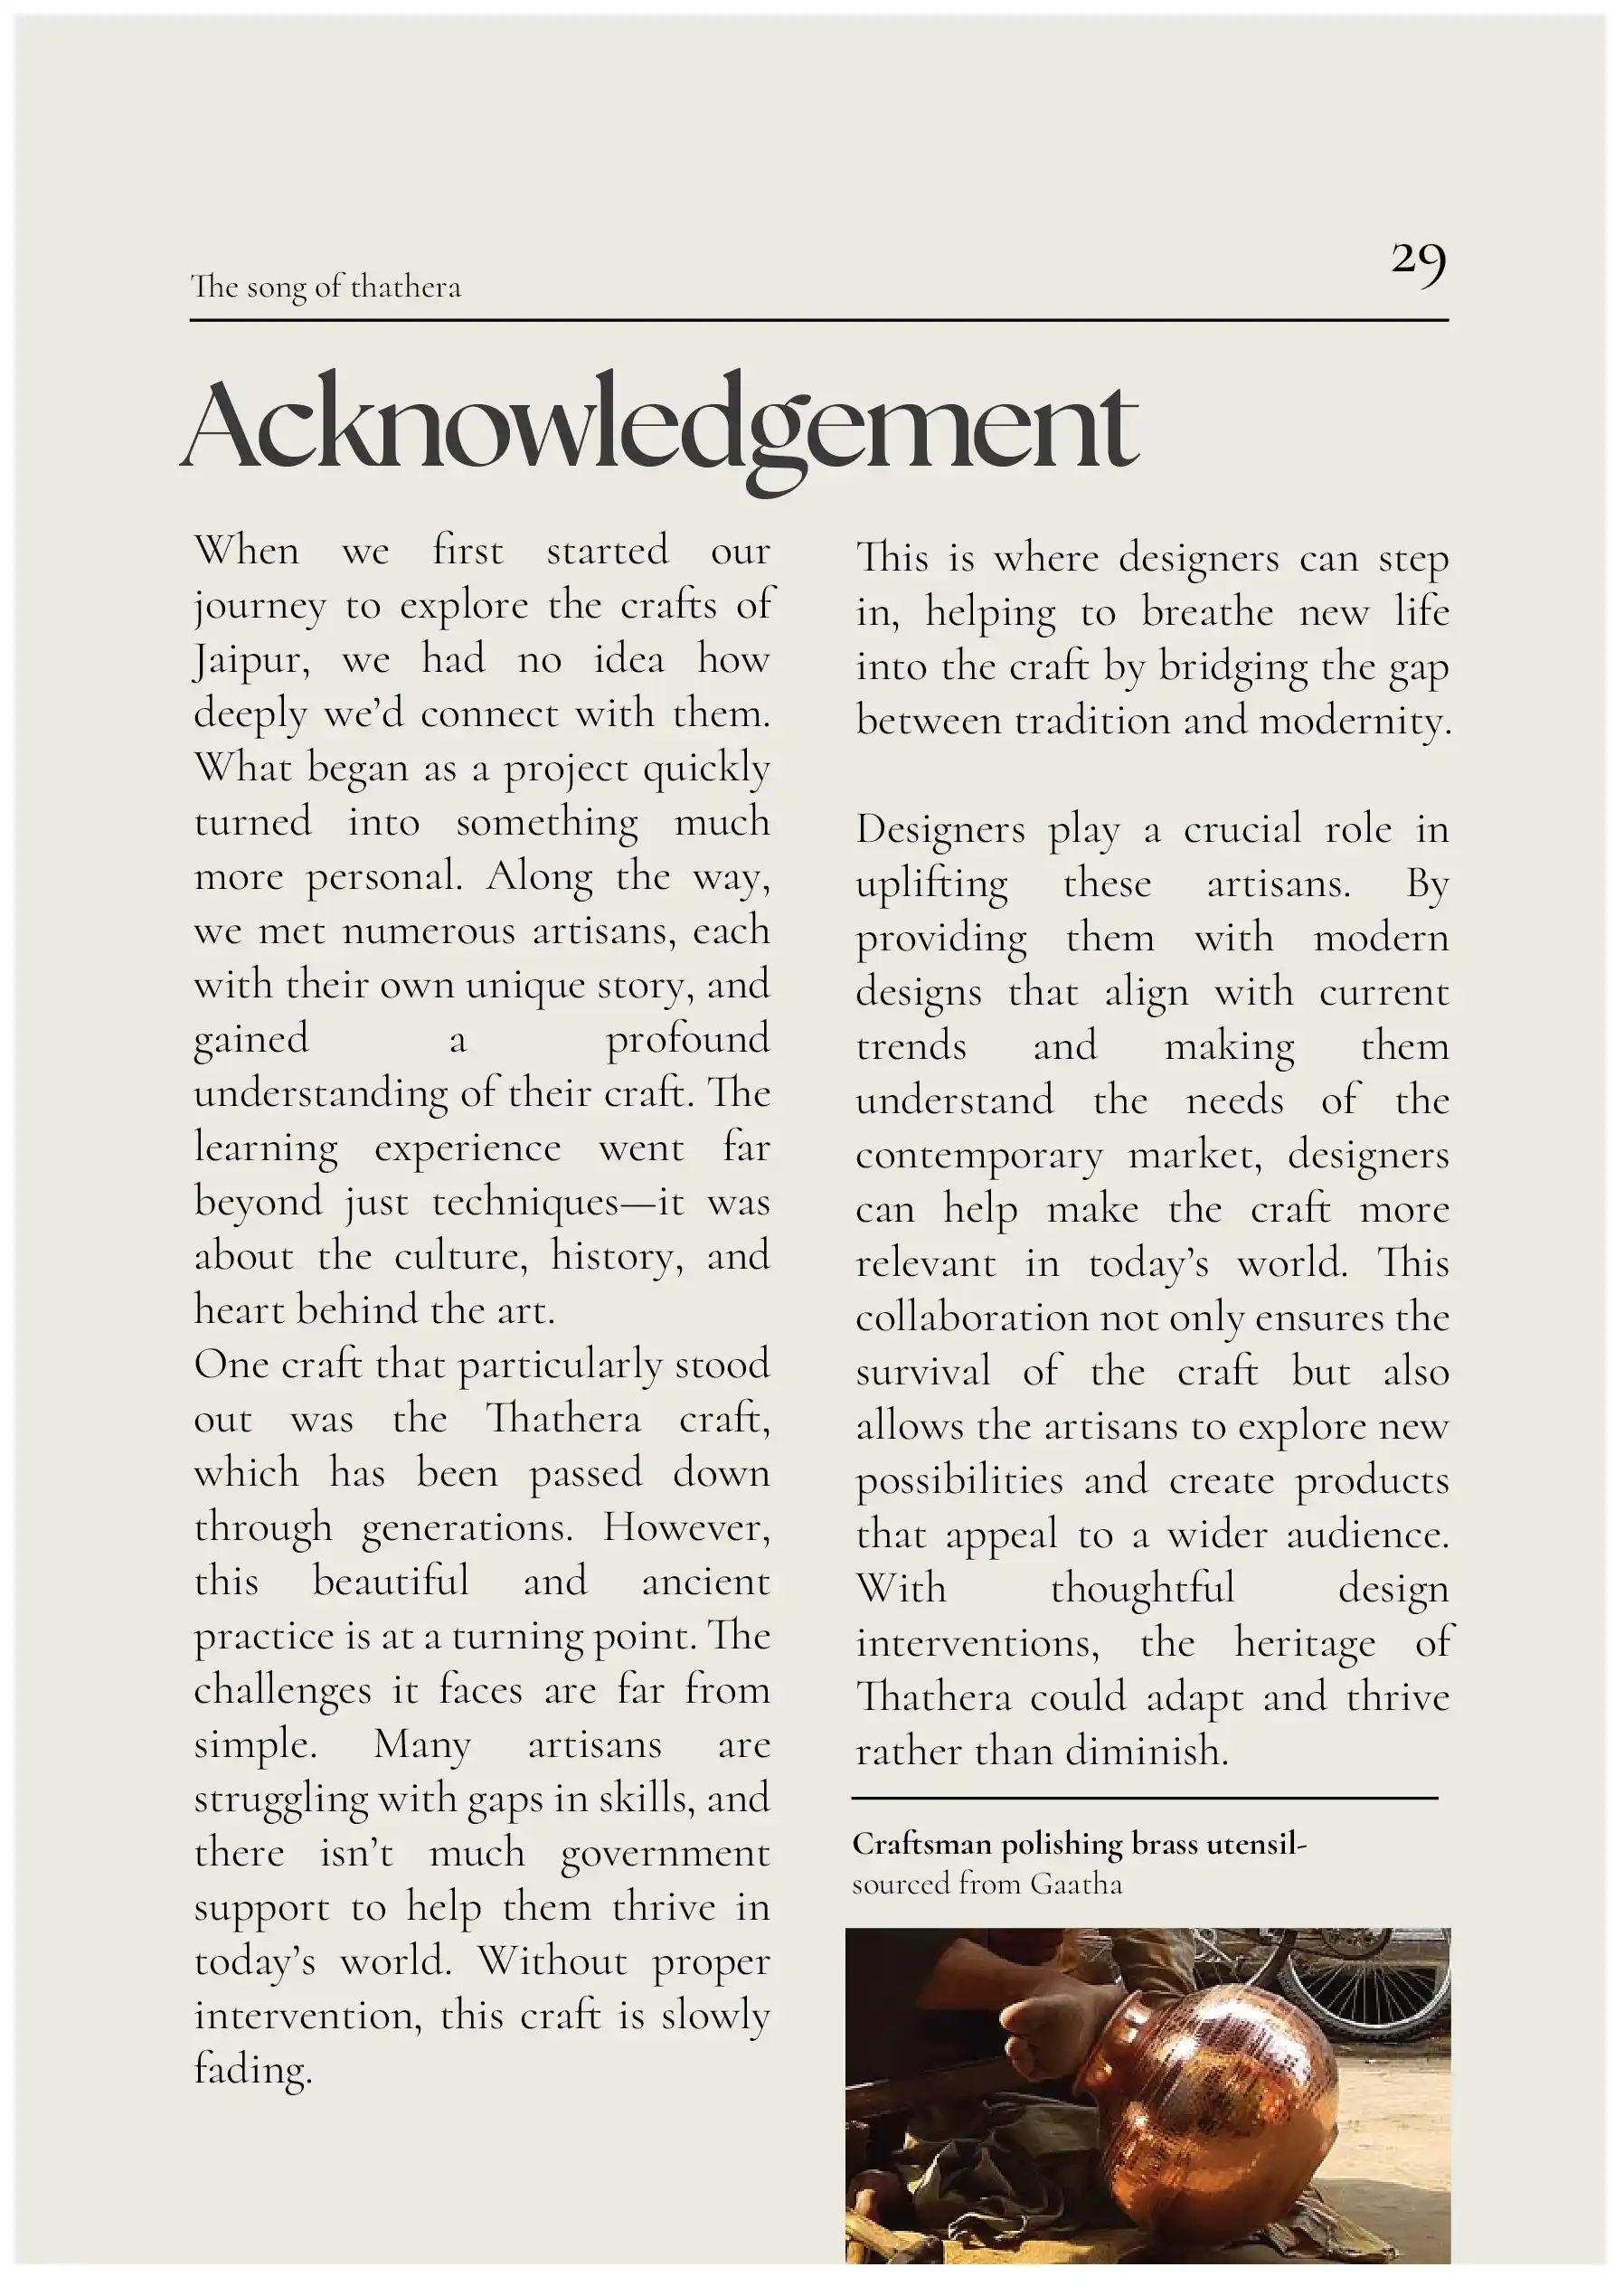 The song of thathera
29
Acknowledgement
When we first started our
journey to explore the crafts of
Jaipur, we had no idea how
deeply we’d connect with them.
What began as a project quickly
turned into something much
more personal. Along the way,
we met numerous artisans, each
with their own unique story, and
gained a profound
understanding of their craft. The
learning experience went far
beyond just techniques—it was
about the culture, history, and
heart behind the art.
One craft that particularly stood
out was the Thathera craft,
which has been passed down
through generations. However,
this beautiful and ancient
practice is at a turning point. The
challenges it faces are far from
simple. Many artisans are
struggling with gaps in skills, and
there isn’t much government
support to help them thrive in
today’s world. Without proper
intervention, this craft is slowly
fading.
This is where designers can step
in, helping to breathe new life
into the craft by bridging the gap
between tradition and modernity.
Designers play a crucial role in
uplifting these artisans. By
providing them with modern
designs that align with current
trends and making them
understand the needs of the
contemporary market, designers
can help make the craft more
relevant in today’s world. This
collaboration not only ensures the
survival of the craft but also
allows the artisans to explore new
possibilities and create products
that appeal to a wider audience.
With thoughtful design
interventions, the heritage of
Thathera could adapt and thrive
rather than diminish.
Craftsman polishing brass utensil-
sourced from Gaatha